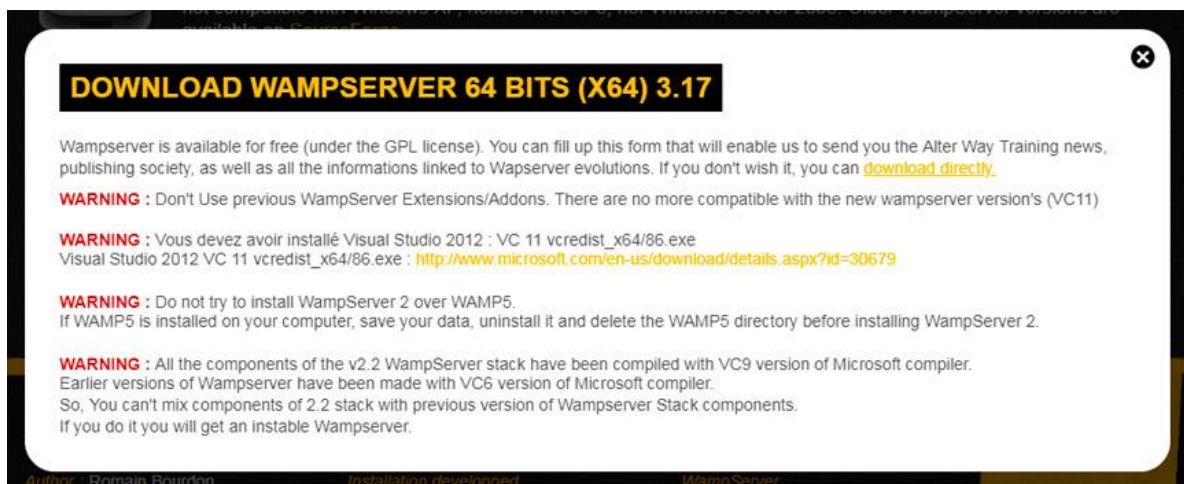 available on SourceForge
DOWNLOAD WAMPSERVER 64 BITS (X64) 3.17
Wampserver is available for free (under the GPL license). You can fill up this form that will enable us to send you the Alter Way Training news,
publishing society, as well as all the informations linked to Wapserver evolutions. If you don't wish it, you can download directly.
WARNING : Don't Use previous WampServer Extensions/Addons. There are no more compatible with the new wampserver version's (VC11)
WARNING : Vous devez avoir installé Visual Studio 2012 : VC 11 vcredist_x64/86.exe
Visual Studio 2012 VC 11 vcredist_x64/86.exe : http://www.microsoft.com/en-us/download/details.aspx?id=30679
WARNING : Do not try to install WampServer 2 over WAMP5.
If WAMP5 is installed on your computer, save your data, uninstall it and delete the WAMP5 directory before installing WampServer 2.
WARNING : All the components of the v2.2 WampServer stack have been compiled with VC9 version of Microsoft compiler.
Earlier versions of Wampserver have been made with VC6 version of Microsoft compiler.
So, You can't mix components of 2.2 stack with previous version of Wampserver Stack components.
If you do it you will get an instable Wampserver.
Author : Romain Bourdon Installation developped WampServer